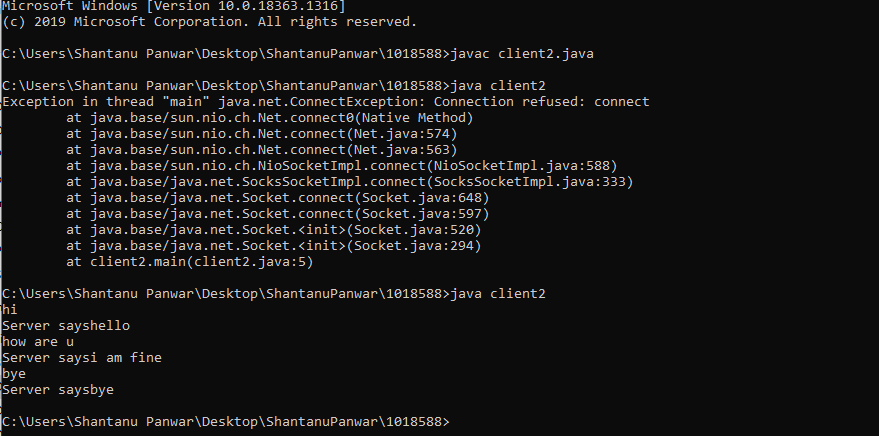 Microsoft Windows [Version 10.0.18363.1316]
(c) 2019 Microsoft Corporation. All rights reserved.
C:\Users\Shantanu Panwar\Desktop\ShantanuPanwar\1018588>javac client2.java
C:\Users\Shantanu Panwar\Desktop\ShantanuPanwar\1018588>java client2
Exception in thread "main" java.net.ConnectException: Connection refused: connect
at java.base/sun.nio.ch.Net.connect0(Native Method)
at java.base/sun.nio.ch.Net.connect(Net.java:574)
at java.base/sun.nio.ch.Net.connect(Net.java:563)
at java.base/sun.nio.ch.NioSocketImpl.connect(NioSocketImpl.java:588)
at java.base/java.net.SocksSocketImpl.connect(SocksSocketImpl.java:333)
at java.base/java.net.Socket.connect(Socket.java:648)
at java.base/java.net.Socket.connect(Socket.java:597)
at java.base/java.net.Socket.<init>(Socket.java:520)
at java.base/java.net.Socket.<init>(Socket.java:294)
at client2.main(client2.java:5)
C:\Users\Shantanu Panwar\Desktop\ShantanuPanwar\1018588>java client2
hi
Server sayshello
how are u
Server saysi am fine
bye
Server saysbye
C:\Users\Shantanu Panwar\Desktop\ShantanuPanwar\1018588>